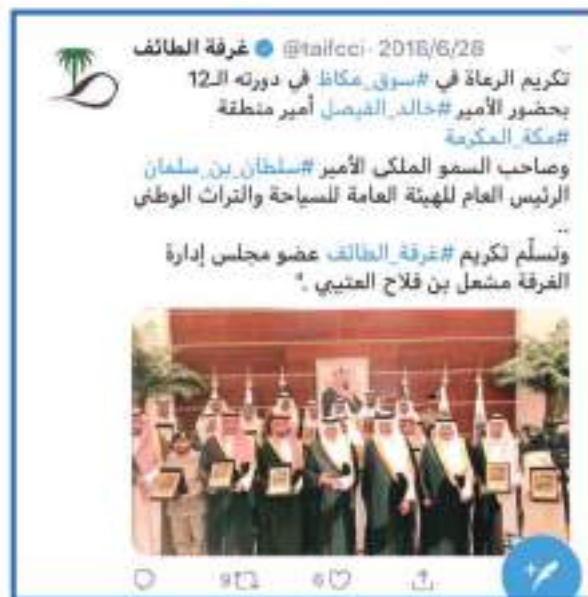 غرفة الطائف @taifcci · 2018/6/28
تكريم الرعاة في #سوق_عكاظ في دورته الـ12
بحضور الأمير #خالد_الفيصل أمير منطقة
#مكة_المكرمة
وصاحب السمو الملكي الأمير #سلطان_بن_سلمان
الرئيس العام للهيئة العامة للسياحة والتراث الوطني
..
وتسلّم تكريم #غرفة_الطائف عضو مجلس إدارة
الغرفة مشعل بن فلاح العتيبي ."
9 6